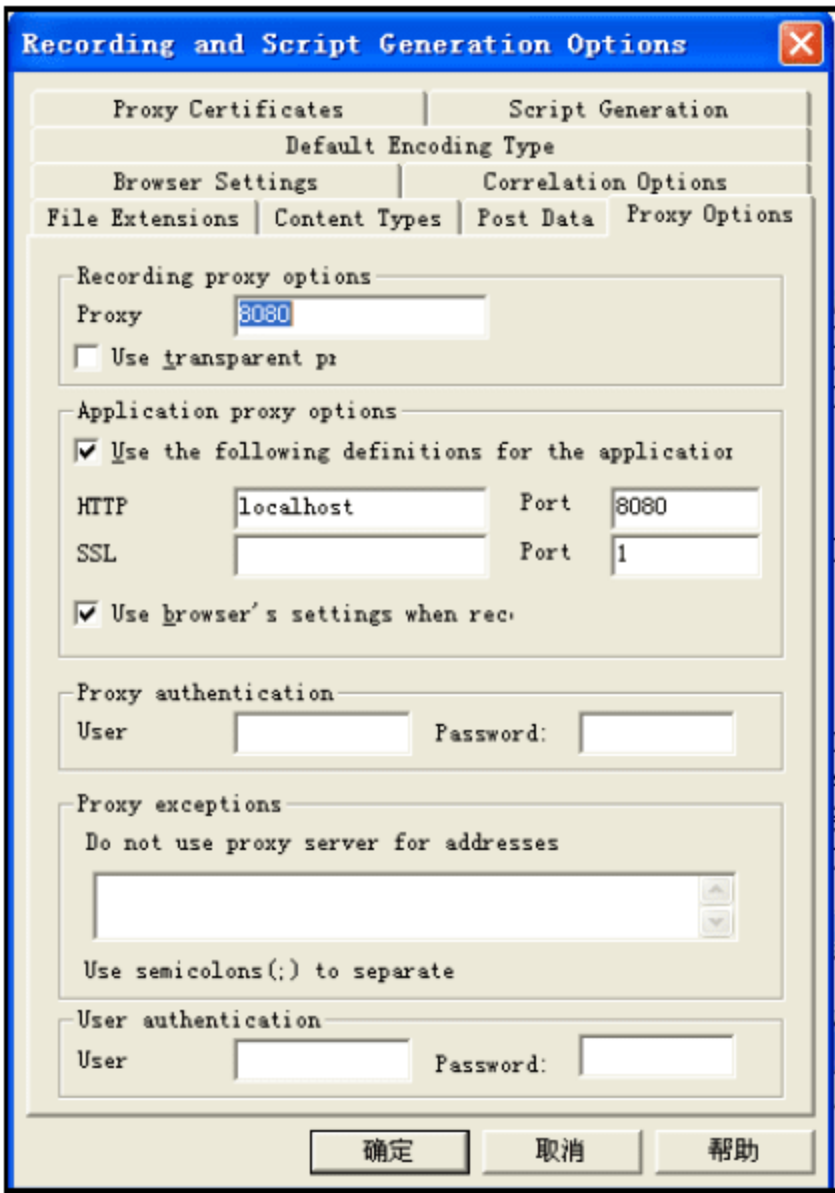 Recording and Script Generation Options
Proxy Certificates Script Generation
Default Encoding Type
Browser Settings Correlation Options
File Extensions Content Types Post Data Proxy Options
Recording proxy options
Proxy 8080
Use transparent pr
Application proxy options
Use the following definitions for the application
HTTP localhost Port 8080
SSL Port 1
Use browser's settings when rec
Proxy authentication
User Password:
Proxy exceptions
Do not use proxy server for addresses
Use semicolons(;) to separate
User authentication
User Password:
确定 取消 帮助